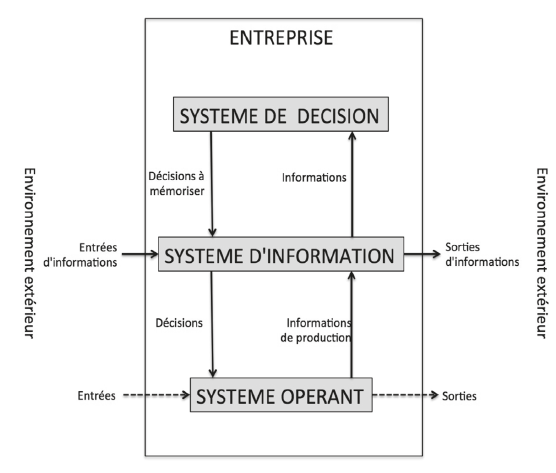 ENTREPRISE
SYSTEME DE DECISION
Décisions à
mémoriser
Informations
Environnement extérieur
Environnement extérieur
Entrées
d'informations
SYSTEME D'INFORMATION
Sorties
d'informations
Décisions
Informations
de production
Entrées
SYSTEME OPERANT
Sorties